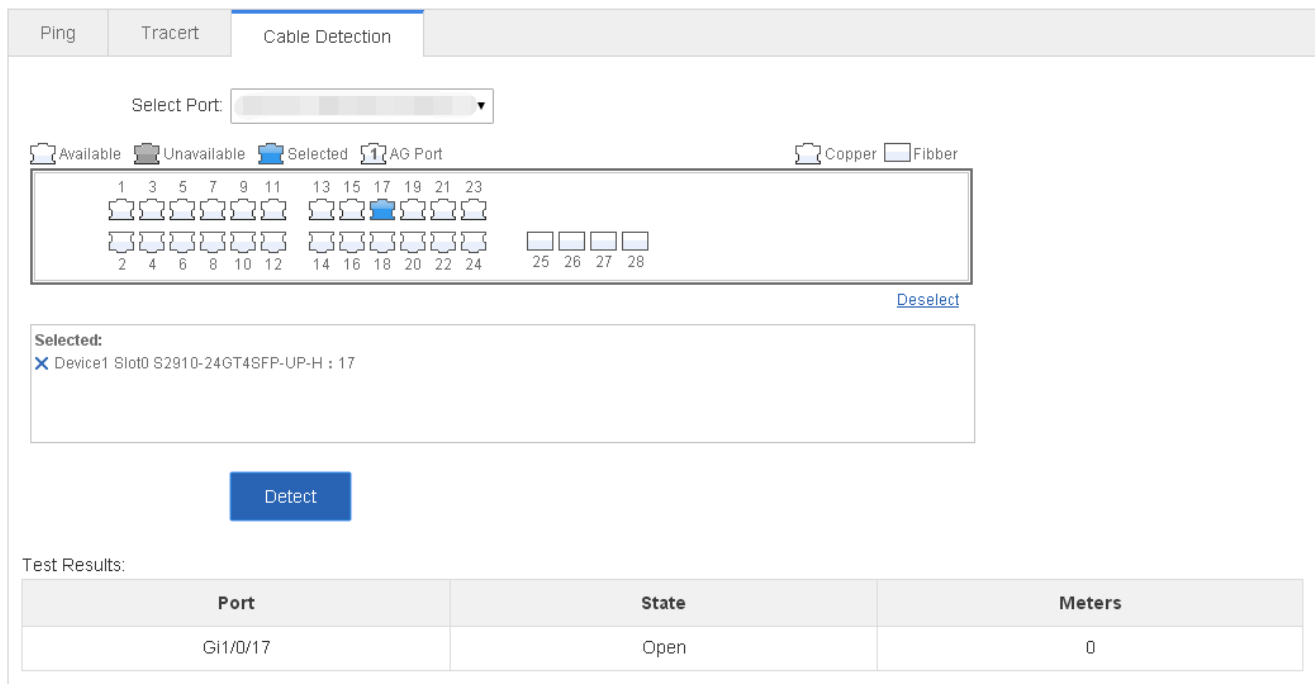 Ping Tracert Cable Detection
Select Port:
Available Unavailable Selected 1 AG Port Copper Fibber
1 3 5 7 9 11 13 15 17 19 21 23
2 4 6 8 10 12 14 16 18 20 22 24 25 26 27 28
Deselect
Selected:
Device1 Slot0 S2910-24GT4SFP-UP-H : 17
Detect
Test Results:
Port State Meters
Gi1/0/17 Open 0